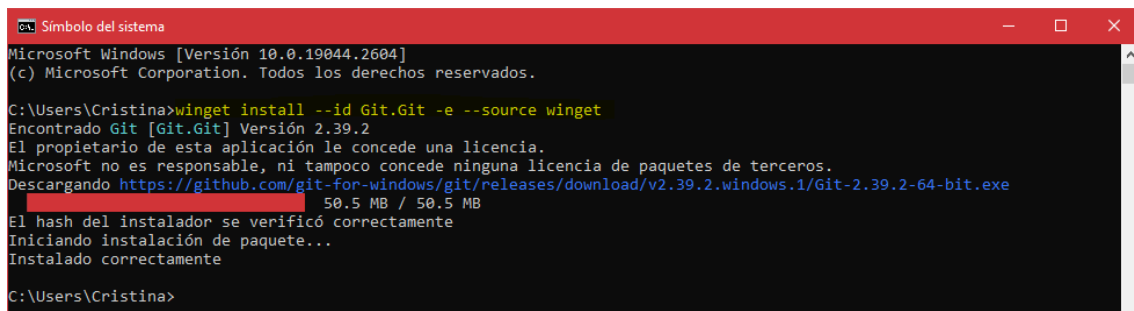 Símbolo del sistema
Microsoft Windows [Versión 10.0.19044.2604]
(c) Microsoft Corporation. Todos los derechos reservados.
C:\Users\Cristina>winget install --id Git.Git -e --source winget
Encontrado Git [Git.Git] Versión 2.39.2
El propietario de esta aplicación le concede una licencia.
Microsoft no es responsable, ni tampoco concede ninguna licencia de paquetes de terceros.
Descargando https://github.com/git-for-windows/git/releases/download/v2.39.2.windows.1/Git-2.39.2-64-bit.exe
50.5 MB / 50.5 MB
El hash del instalador se verificó correctamente
Iniciando instalación de paquete...
Instalado correctamente
C:\Users\Cristina>